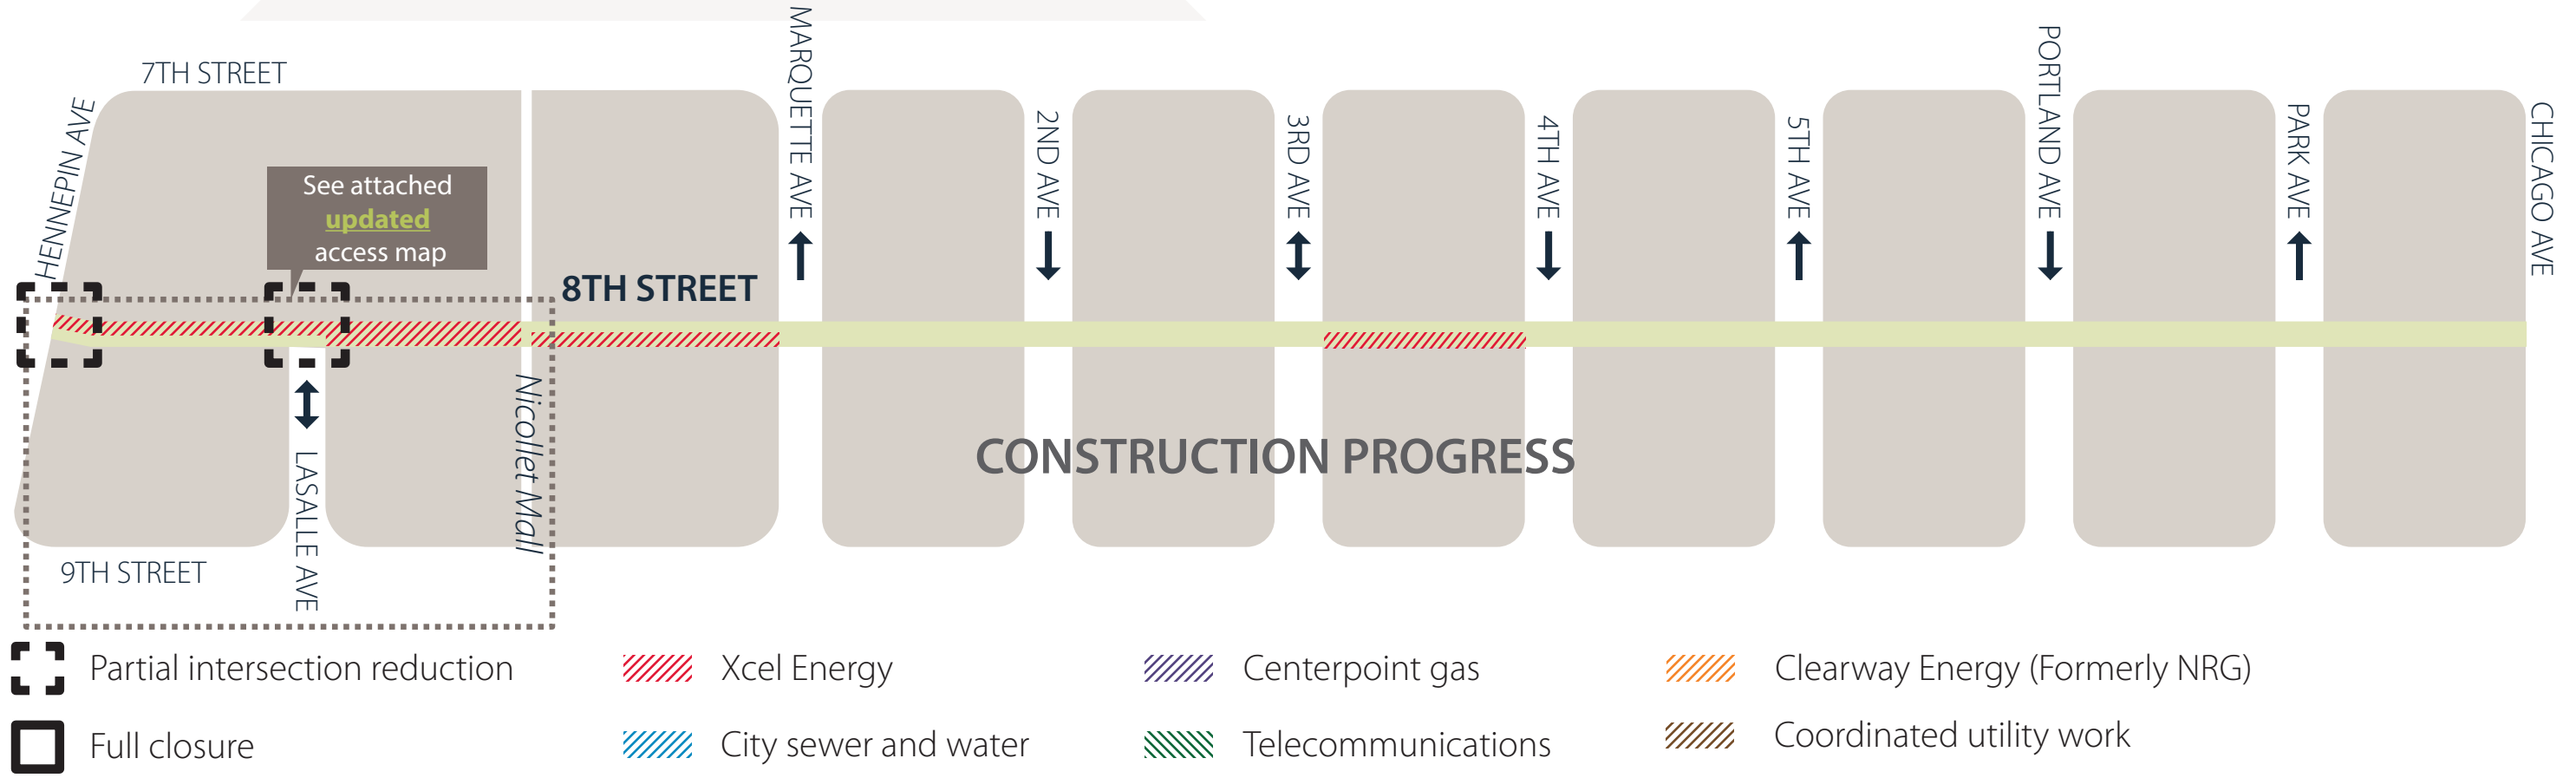 7TH STREET
HENNEPIN AVE
See attached
updated
access map
8TH STREET
MARQUETTE AVE
2ND AVE
3RD AVE
4TH AVE
5TH AVE
PORTLAND AVE
PARK AVE
CHICAGO AVE
LASALLE AVE
Nicollet Mall
CONSTRUCTION PROGRESS
9TH STREET
Partial intersection reduction
Xcel Energy
Centerpoint gas
Clearway Energy (Formerly NRG)
Full closure
City sewer and water
Telecommunications
Coordinated utility work